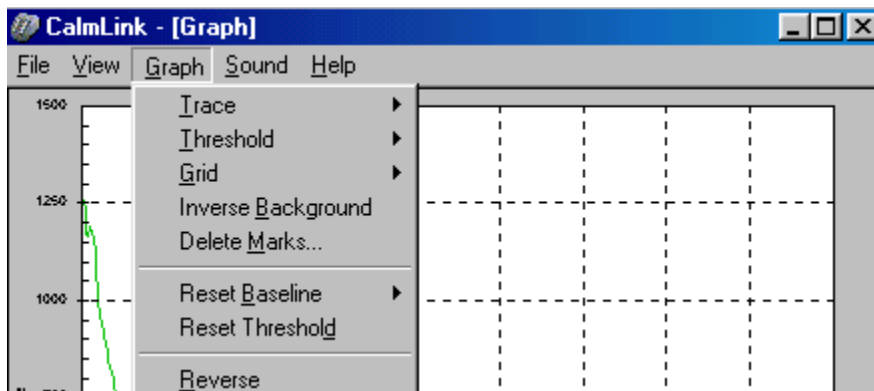 CalmLink - [Graph]
File View Graph Sound Help
1500
Trace
Threshold
Grid
1250
Inverse Background
Delete Marks...
1000
Reset Baseline
Reset Threshold
Reverse